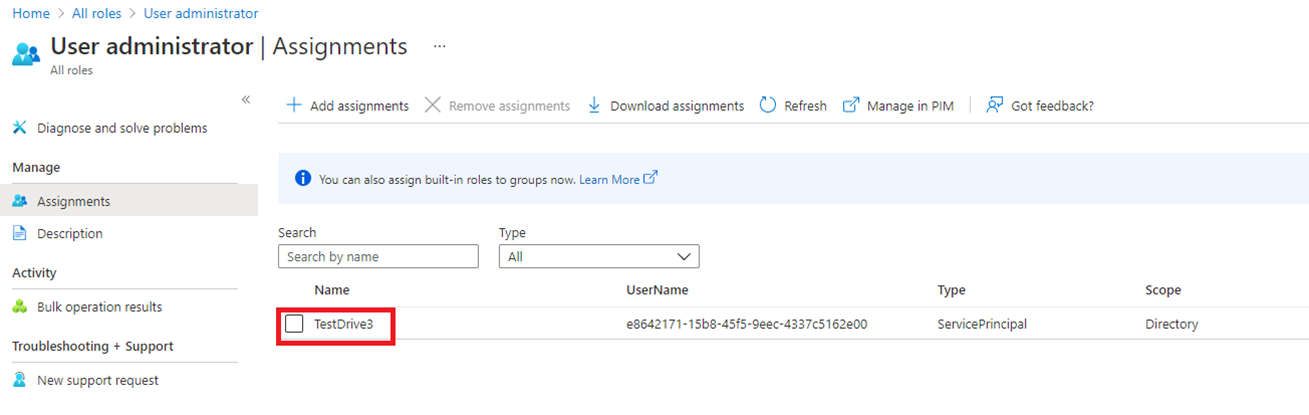 Home > All roles > User administrator
User administrator | Assignments ...
All roles
«
Add assignments Remove assignments Download assignments Refresh Manage in PIM Got feedback?
Diagnose and solve problems
Manage
You can also assign built-in roles to groups now. Learn More
Assignments
Description
Search Type
Search by name All
Activity
Name UserName Type Scope
Bulk operation results
TestDrive3 e8642171-15b8-45f5-9eec-4337c5162e00 ServicePrincipal Directory
Troubleshooting + Support
New support request